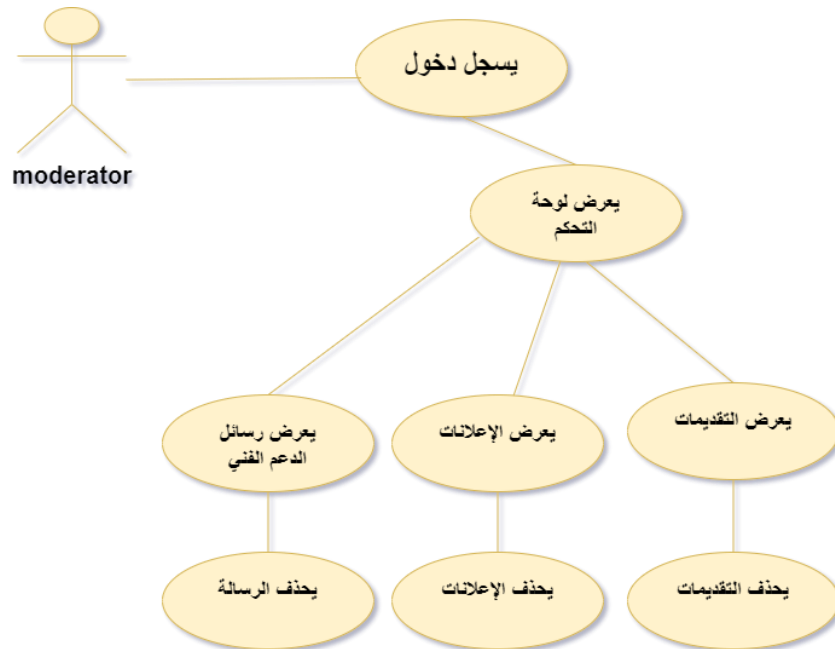 يسجل دخول
moderator
يعرض لوحة
التحكم
يعرض رسائل
الدعم الفني
يعرض الإعلانات
يعرض التقديمات
يحذف الرسالة
يحذف الإعلانات
يحذف التقديمات